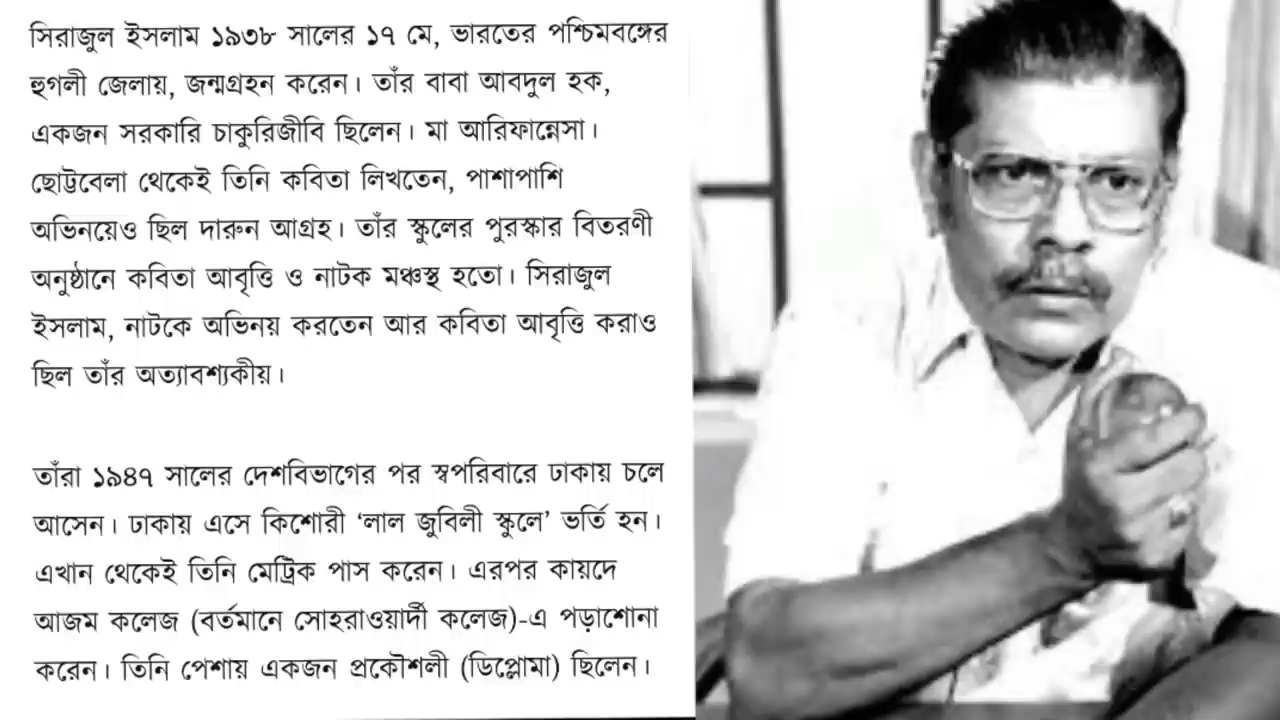 সিরাজুল ইসলাম ১৯৩৮ সালের ১৭ মে, ভারতের পশ্চিমবঙ্গের
হুগলী জেলায়, জন্মগ্রহন করেন। তাঁর বাবা আবদুল হক,
একজন সরকারি চাকুরিজীবি ছিলেন। মা আরিফান্নেসা।
ছোট্টবেলা থেকেই তিনি কবিতা লিখতেন, পাশাপাশি
অভিনয়েও ছিল দারুন আগ্রহ। তাঁর স্কুলের পুরস্কার বিতরণী
অনুষ্ঠানে কবিতা আবৃত্তি ও নাটক মঞ্চস্থ হতো। সিরাজুল
ইসলাম, নাটকে অভিনয় করতেন আর কবিতা আবৃত্তি করাও
ছিল তাঁর অত্যাবশ্যকীয়।
তাঁরা ১৯৪৭ সালের দেশবিভাগের পর স্বপরিবারে ঢাকায় চলে
আসেন। ঢাকায় এসে কিশোরী ‘লাল জুবিলী স্কুলে’ ভর্তি হন।
এখান থেকেই তিনি মেট্রিক পাস করেন। এরপর কায়দে
আজম কলেজ (বর্তমানে সোহরাওয়ার্দী কলেজ)-এ পড়াশোনা
করেন। তিনি পেশায় একজন প্রকৌশলী (ডিপ্লোমা) ছিলেন।